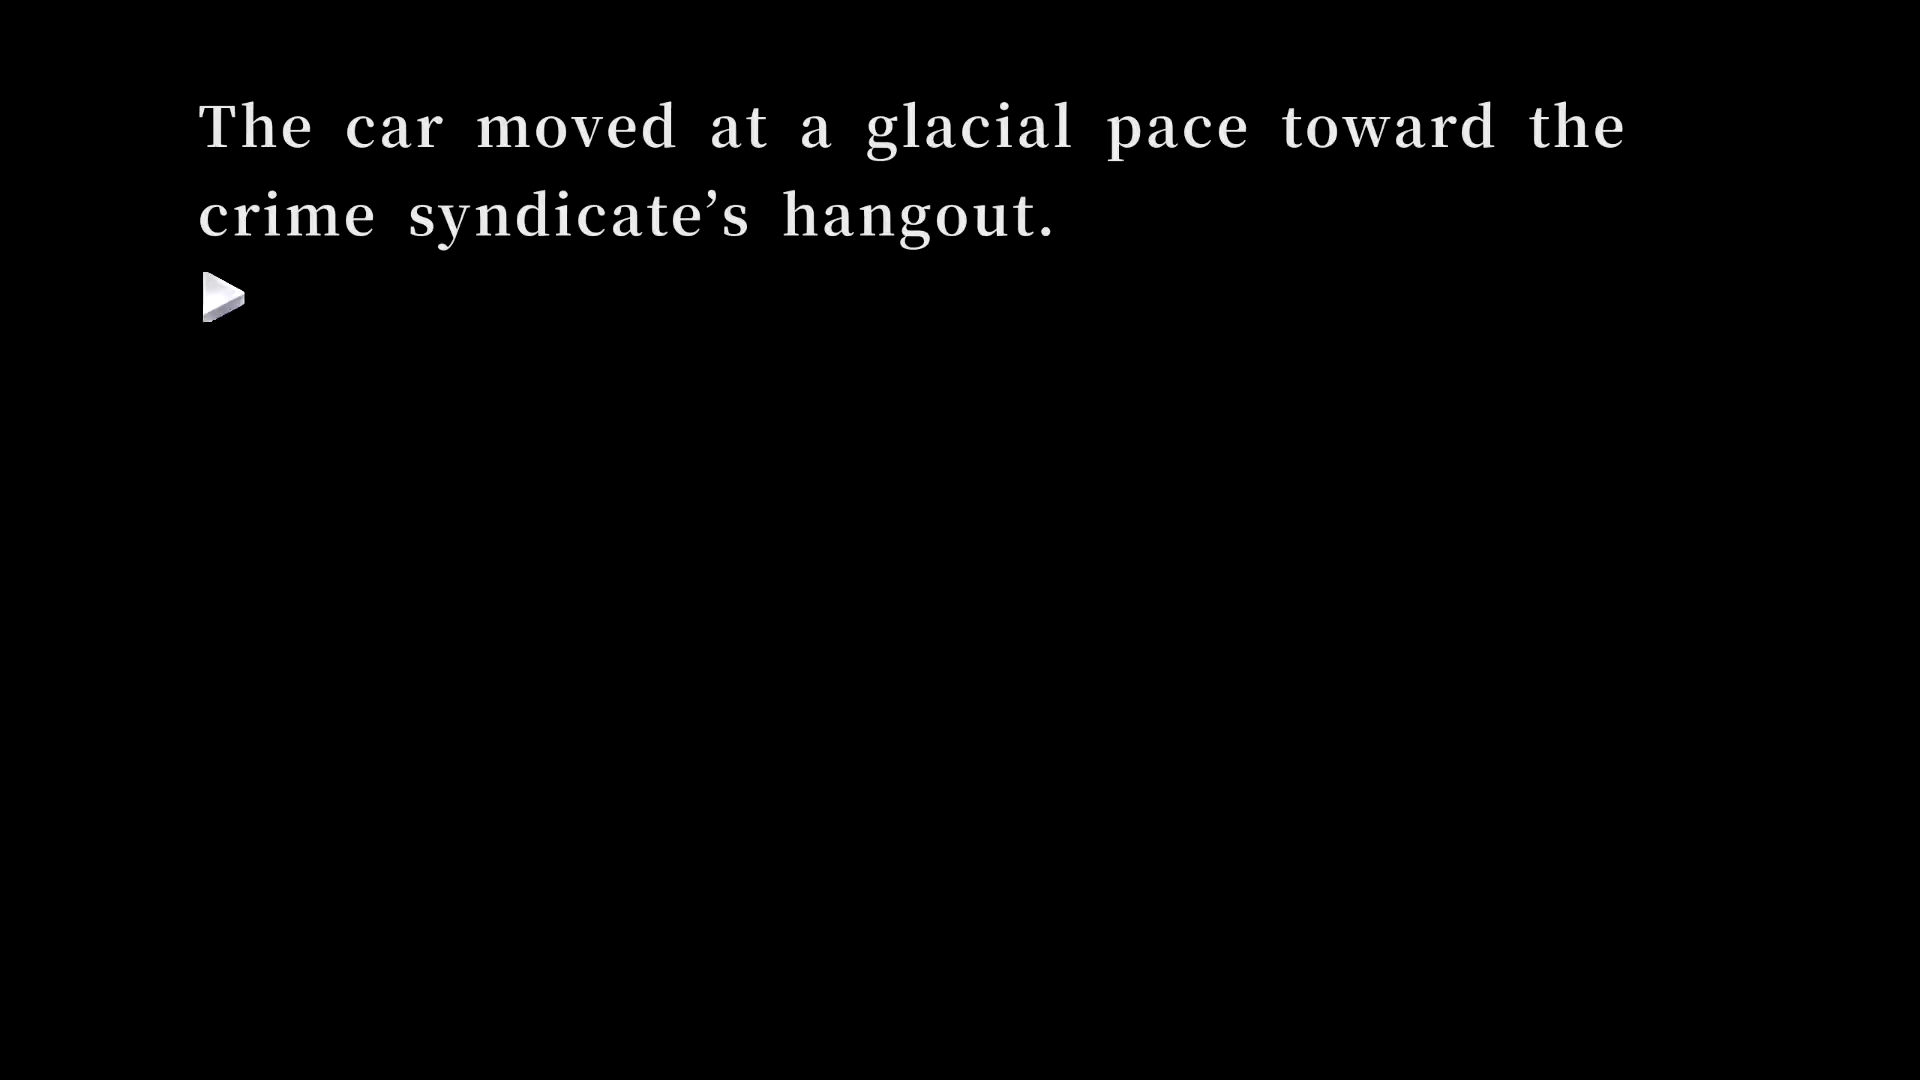 The car moved at a glacial pace toward the
crime syndicate’s hangout.